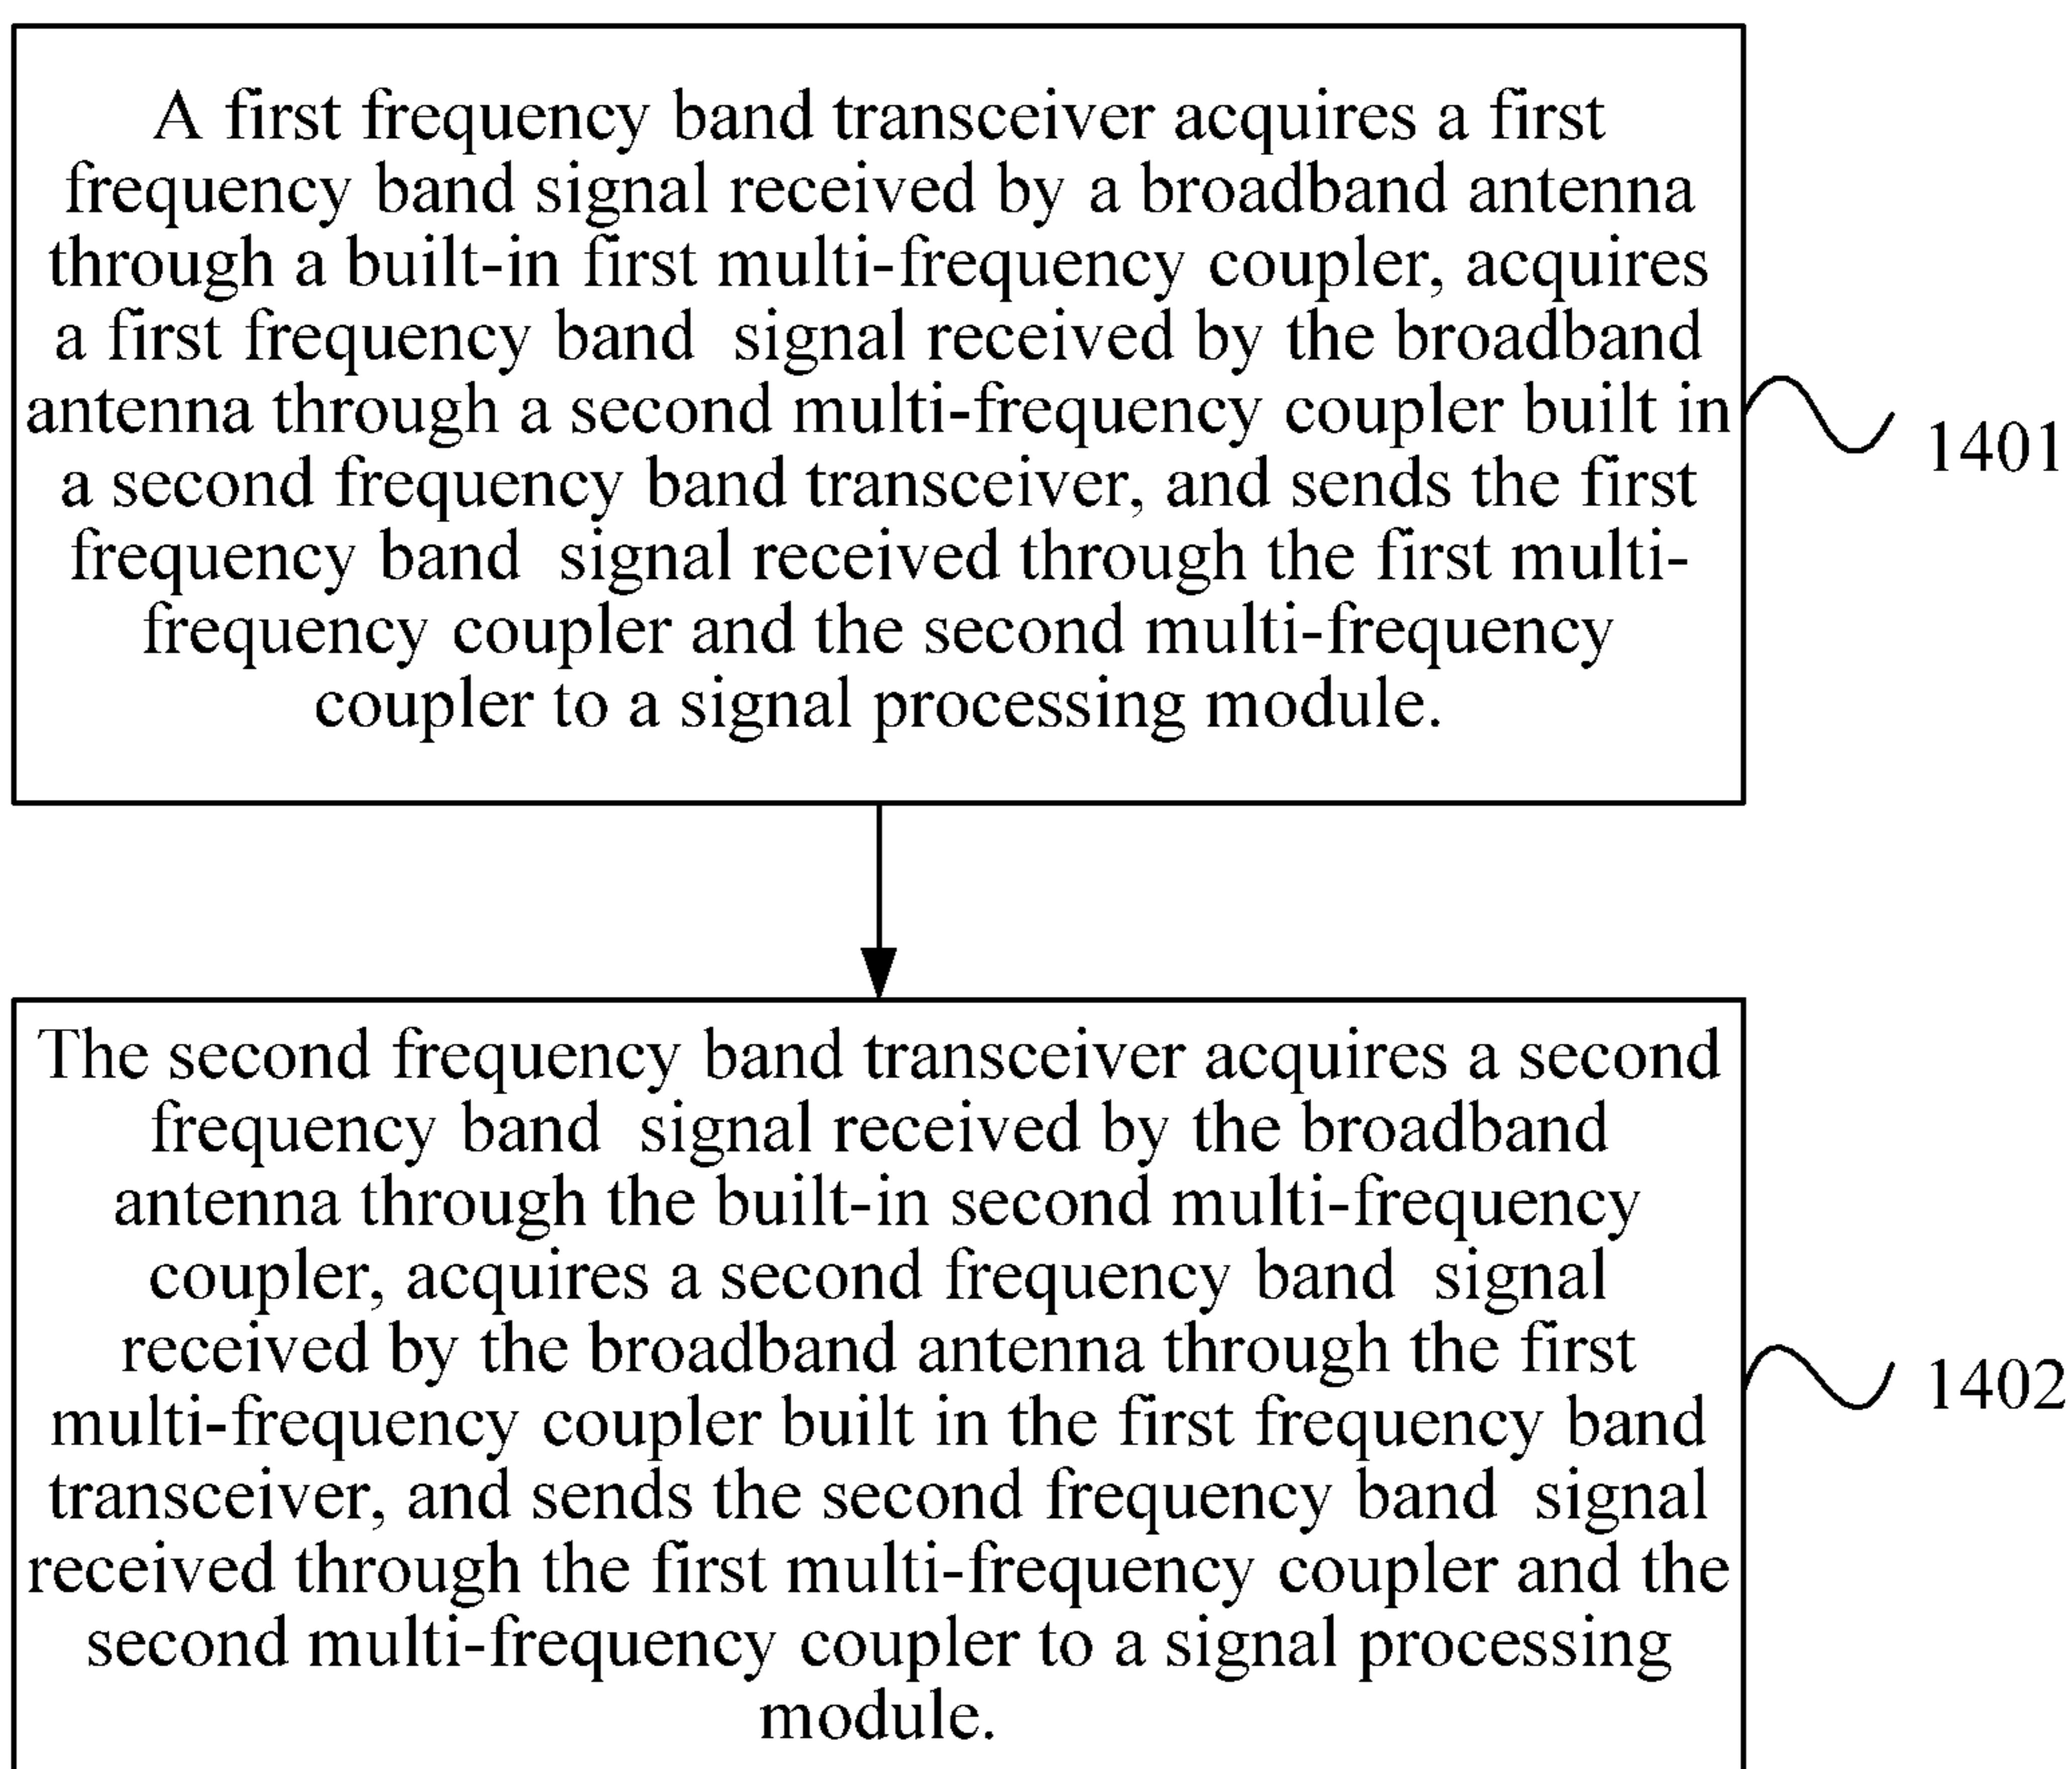 A first frequency band transceiver acquires a first
frequency band signal received by a broadband antenna
through a built-in first multi-frequency coupler, acquires
a first frequency band signal received by the broadband
antenna through a second multi-frequency coupler built in
a second frequency band transceiver, and sends the first
frequency band signal received through the first multi-
frequency coupler and the second multi-frequency
coupler to a signal processing module.
1401
The second frequency band transceiver acquires a second
frequency band signal received by the broadband
antenna through the built-in second multi-frequency
coupler, acquires a second frequency band signal
received by the broadband antenna through the first
multi-frequency coupler built in the first frequency band
transceiver, and sends the second frequency band signal
received through the first multi-frequency coupler and the
second multi-frequency coupler to a signal processing
module.
1402